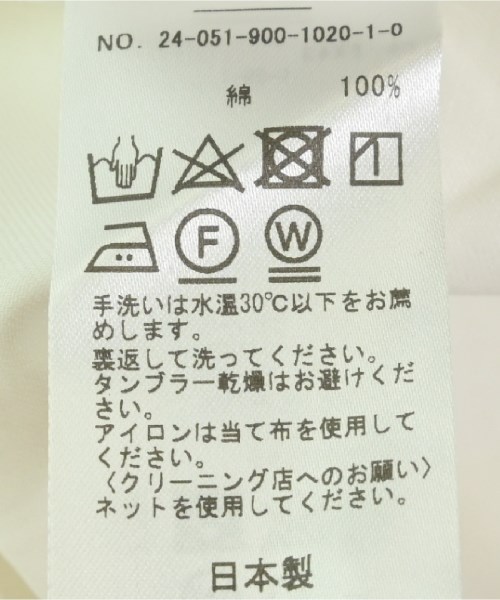 NO. 24-051-900-1020-1-0
綿 100%
F W
手洗いは水温30℃以下をお薦
めします。
裏返して洗ってください。
タンブラー乾燥はお避けくだ
さい。
アイロンは当て布を使用して
ください。
〈クリーニング店へのお願い〉
ネットを使用してください。
日本製